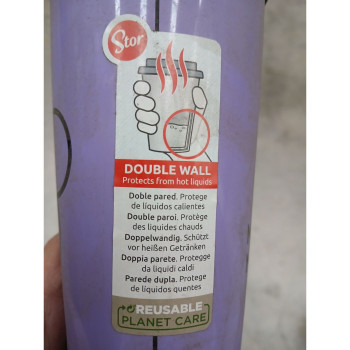 Stor
DOUBLE WALL
Protects from hot liquids
Doble pared. Protege
de líquidos calientes
Double paroi. Protège
des liquides chauds
Doppelwandig. Schützt
vor heißen Getränken
Doppia parete. Protegge
da liquidi caldi
Parede dupla. Protege
de líquidos quentes
REUSABLE
PLANET CARE